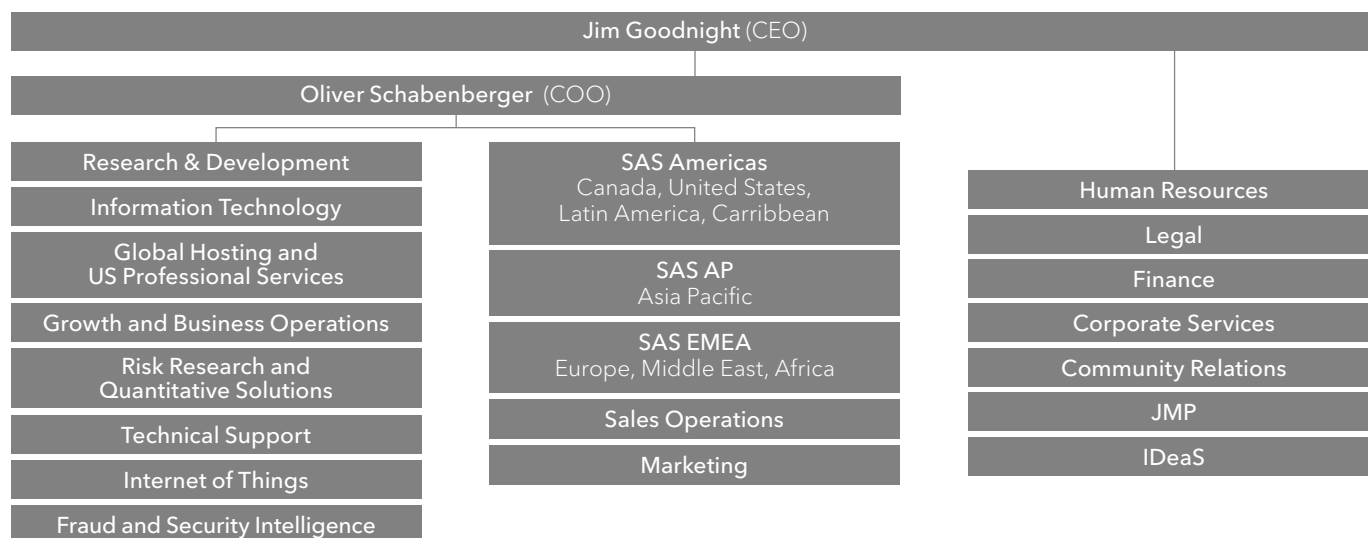 Jim Goodnight (CEO)
Oliver Schabenberger (COO)
Research & Development
Information Technology
Global Hosting and
US Professional Services
Growth and Business Operations
Risk Research and
Quantitative Solutions
Technical Support
Internet of Things
Fraud and Security Intelligence
SAS Americas
Canada, United States,
Latin America, Carribbean
SAS AP
Asia Pacific
SAS EMEA
Europe, Middle East, Africa
Sales Operations
Marketing
Human Resources
Legal
Finance
Corporate Services
Community Relations
JMP
IDeaS